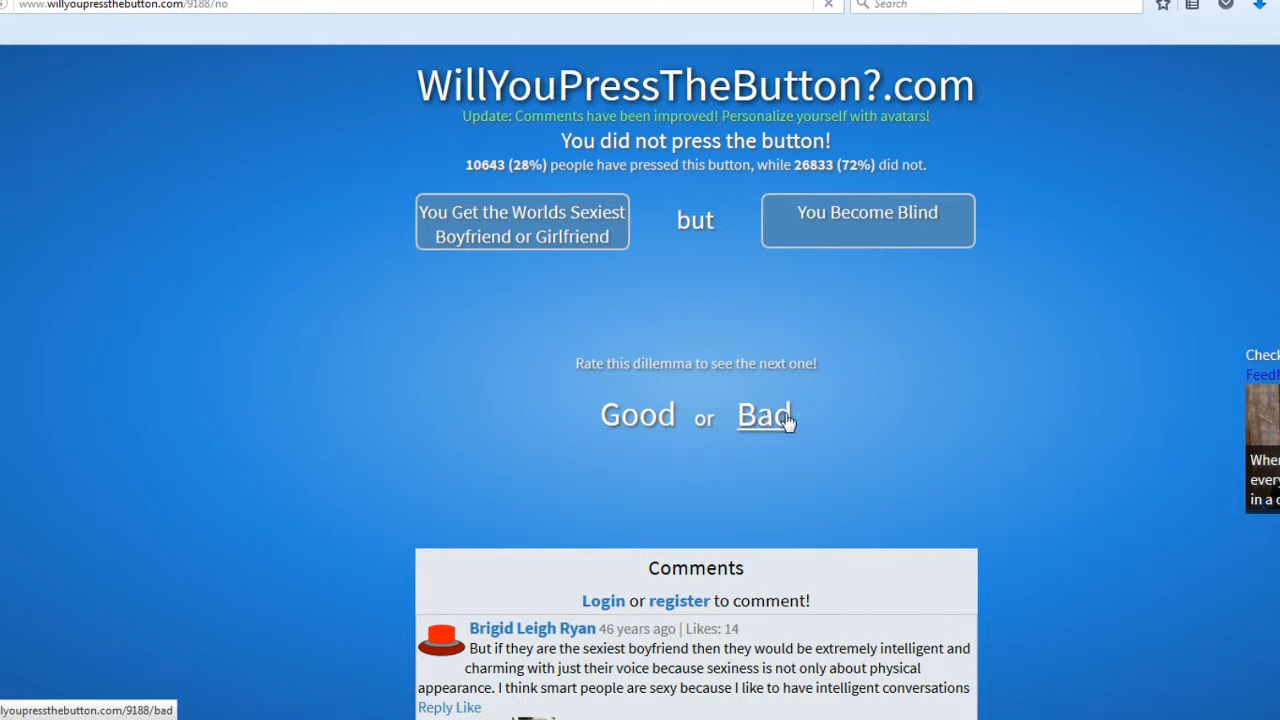 www.willyoupressthebutton.com/9188/no
Search
WillYouPressTheButton?.com
Update: Comments have been improved! Personalize yourself with avatars!
You did not press the button!
10643 (28%) people have pressed this button, while 26833 (72%) did not.
You Get the Worlds Sexiest
Boyfriend or Girlfriend
but
You Become Blind
Rate this dillemma to see the next one!
Good or Bad
Check
Feed
When
every
in a
Comments
Login or register to comment!
Brigid Leigh Ryan 46 years ago | Likes: 14
But if they are the sexiest boyfriend then they would be extremely intelligent and
charming with just their voice because sexiness is not only about physical
appearance. I think smart people are sexy because I like to have intelligent conversations
Reply Like
lyoupressthebutton.com/9188/bad